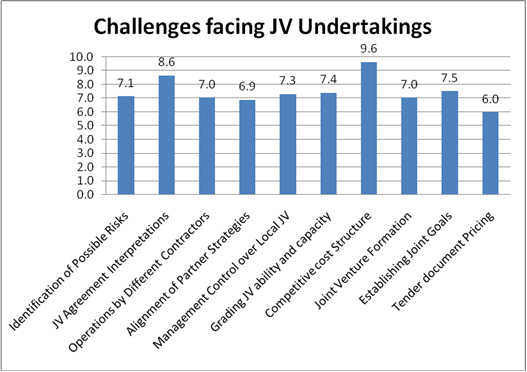 Challenges facing JV Undertakings
10.0
9.0
8.0
7.0
6.0
5.0
4.0
3.0
2.0
1.0
0.0
7.1
8.6
7.0
6.9
7.3
7.4
9.6
7.0
7.5
6.0
Identification of Possible Risks
JV Agreement Interpretations
Operations by Different Contractors
Alignment of Partner Strategies
Management Control over Local JV
Grading JV ability and capacity
Competitive cost Structure
Joint Venture Formation
Establishing Joint Goals
Tender document Pricing